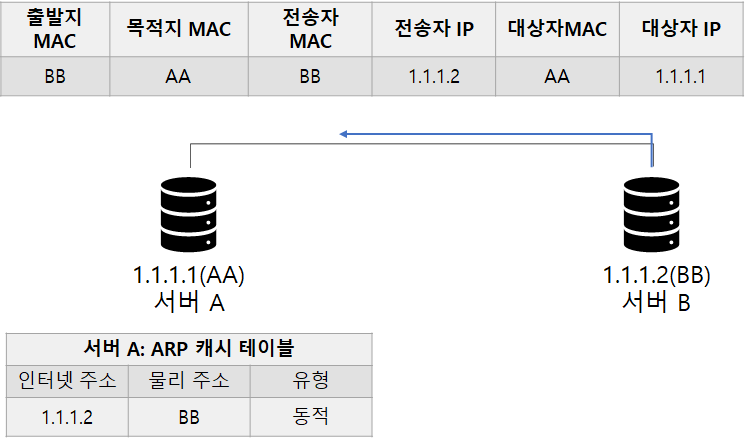 출발지 MAC 목적지 MAC 전송자 MAC 전송자 IP 대상자MAC 대상자 IP
BB AA BB 1.1.1.2 AA 1.1.1.1
1.1.1.1(AA) 1.1.1.2(BB)
서버 A 서버 B
서버 A: ARP 캐시 테이블
인터넷 주소 물리 주소 유형
1.1.1.2 BB 동적